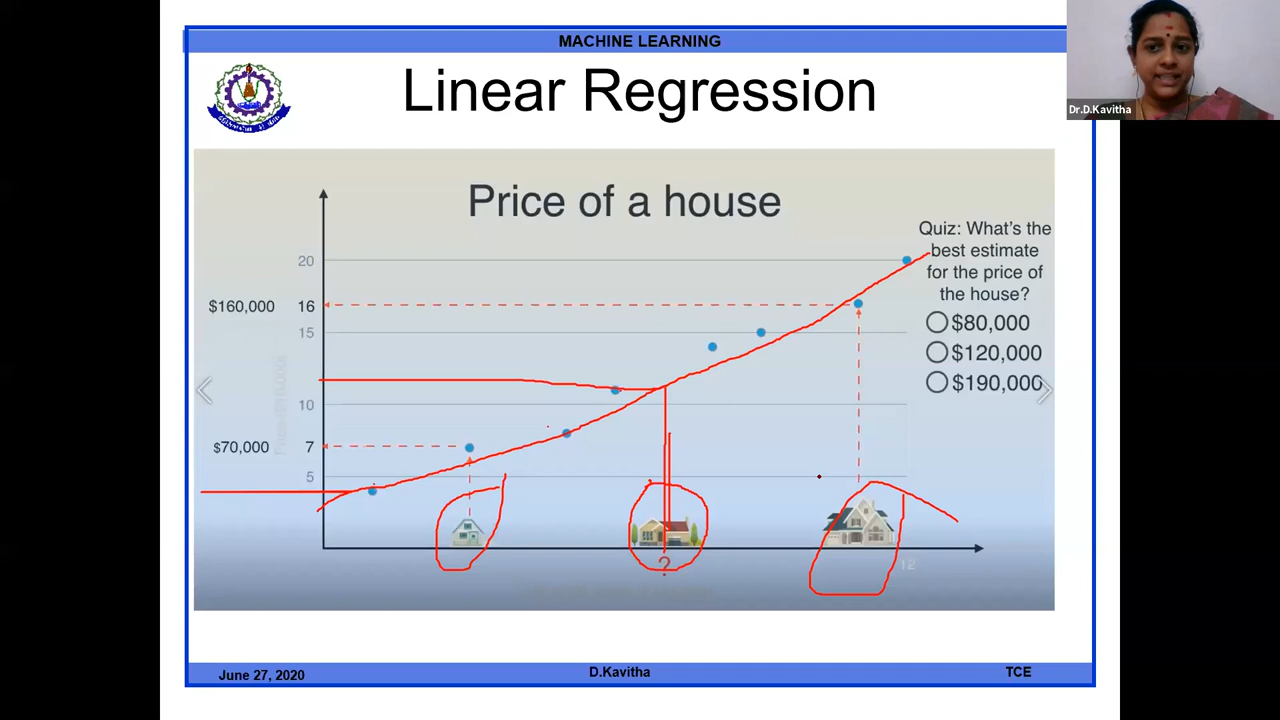 MACHINE LEARNING
Linear Regression
Dr.D.Kavitha
Price of a house
Quiz: What's the
best estimate
for the price of
the house?
$80,000
$120,000
$190,000
20
$160,000 16
15
10
$70,000 7
5
?
12
June 27, 2020 D.Kavitha TCE